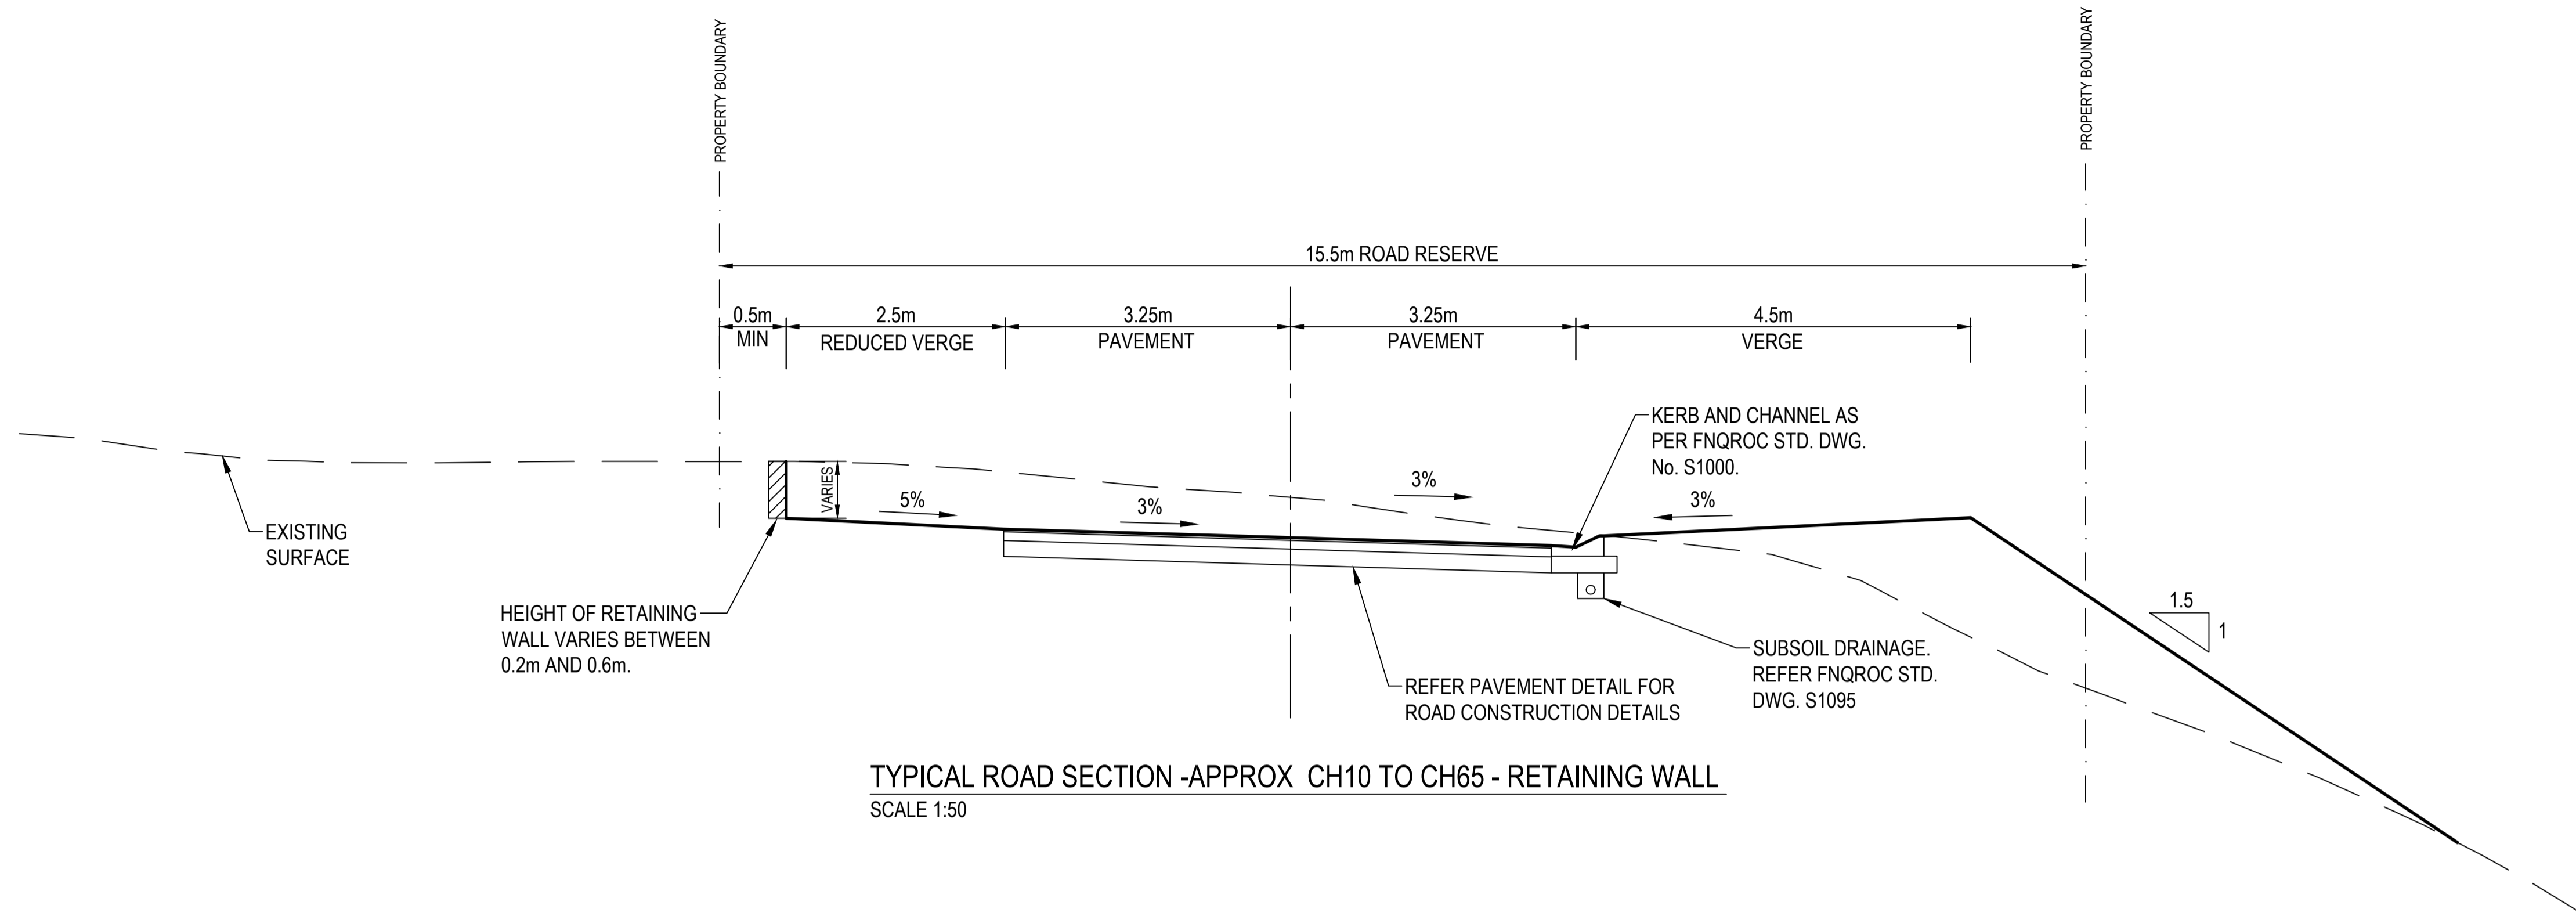 PROPERTY BOUNDARY
PROPERTY BOUNDARY
15.5m ROAD RESERVE
0.5m
MIN
2.5m
REDUCED VERGE
3.25m
PAVEMENT
3.25m
PAVEMENT
4.5m
VERGE
KERB AND CHANNEL AS
PER FNQROC STD. DWG.
No. S1000.
VARIES
5%
3%
3%
3%
EXISTING
SURFACE
HEIGHT OF RETAINING
WALL VARIES BETWEEN
0.2m AND 0.6m.
1.5
1
SUBSOIL DRAINAGE.
REFER FNQROC STD.
DWG. S1095
REFER PAVEMENT DETAIL FOR
ROAD CONSTRUCTION DETAILS
TYPICAL ROAD SECTION -APPROX CH10 TO CH65 - RETAINING WALL
SCALE 1:50